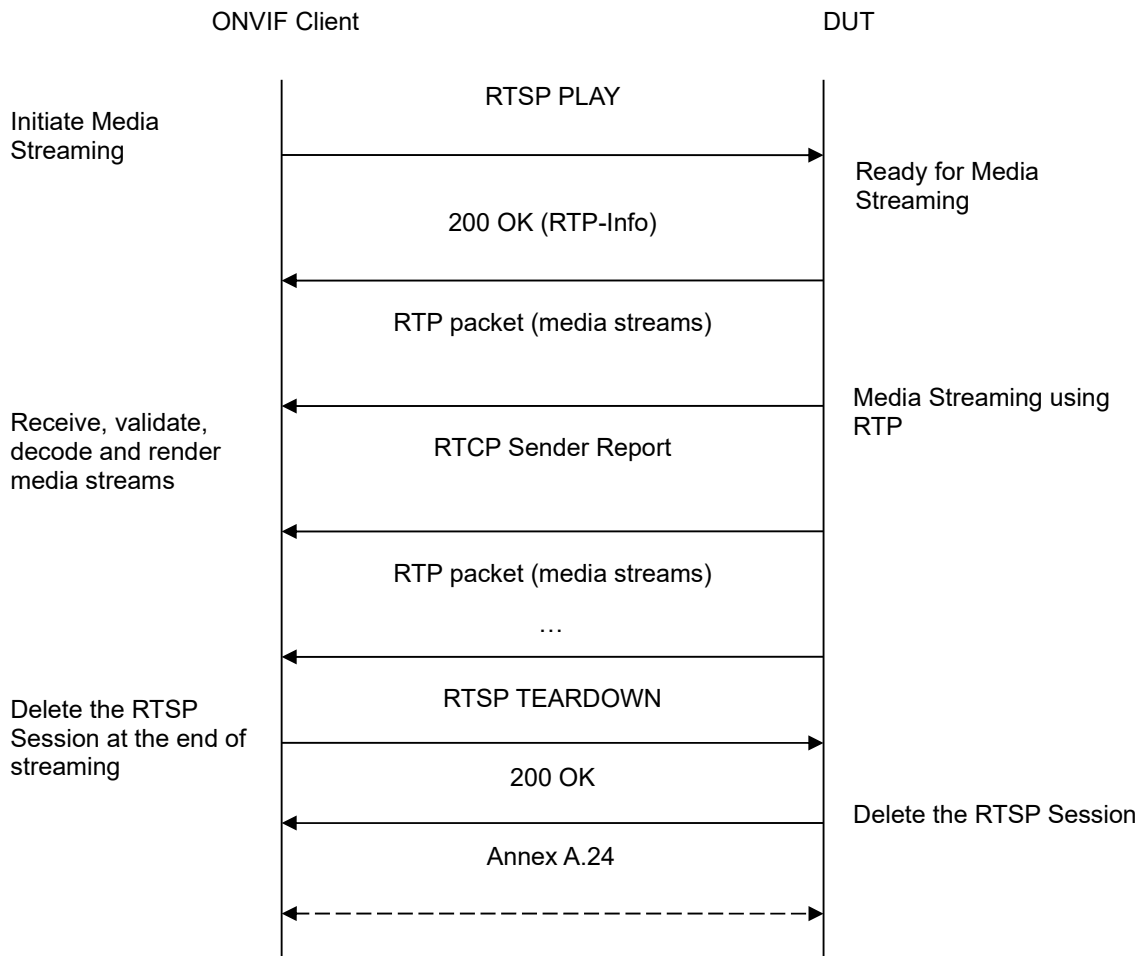 ONVIF Client
DUT
RTSP PLAY
Initiate Media
Streaming
Ready for Media
Streaming
200 OK (RTP-Info)
RTP packet (media streams)
Media Streaming using
RTP
Receive, validate,
decode and render
media streams
RTCP Sender Report
RTP packet (media streams)
…
RTSP TEARDOWN
Delete the RTSP
Session at the end of
streaming
200 OK
Delete the RTSP Session
Annex A.24